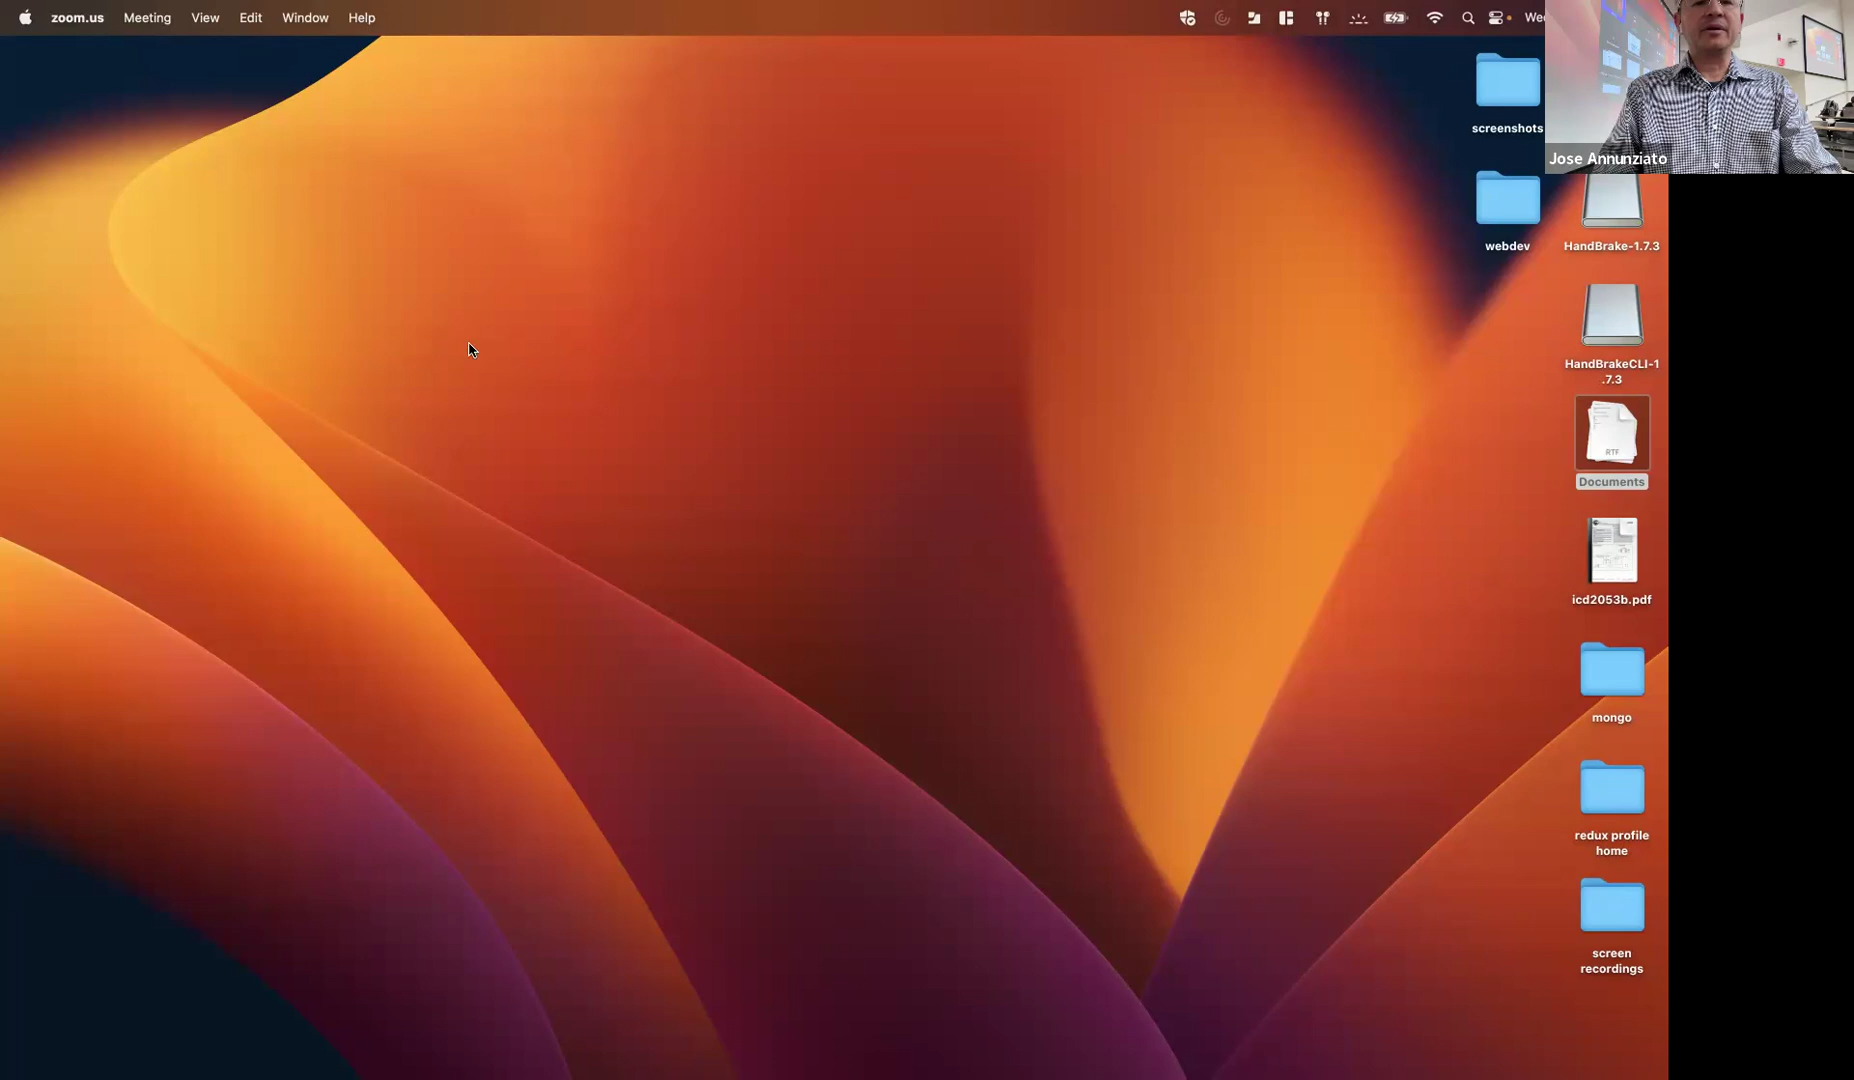 zoom.us Meeting View Edit Window Help
screenshots
Jose Annunziato
webdev
HandBrake-1.7.3
HandBrakeCLI-1
.7.3
RTF
Documents
icd2053b.pdf
mongo
redux profile
home
screen
recordings